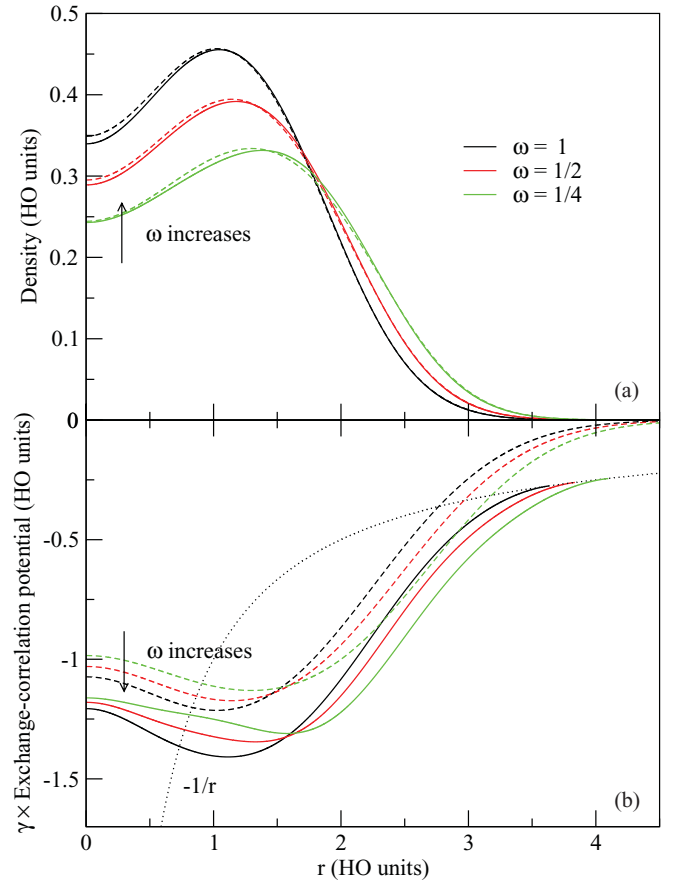 0.5
0.4
0.3
0.2
0.1
0
Density (HO units)
ω = 1
ω = 1/2
ω = 1/4
ω increases
(a)
-0.5
-1
-1.5
γ × Exchange-correlation potential (HO units)
ω increases
-1/r
(b)
0
1
2
3
4
r (HO units)